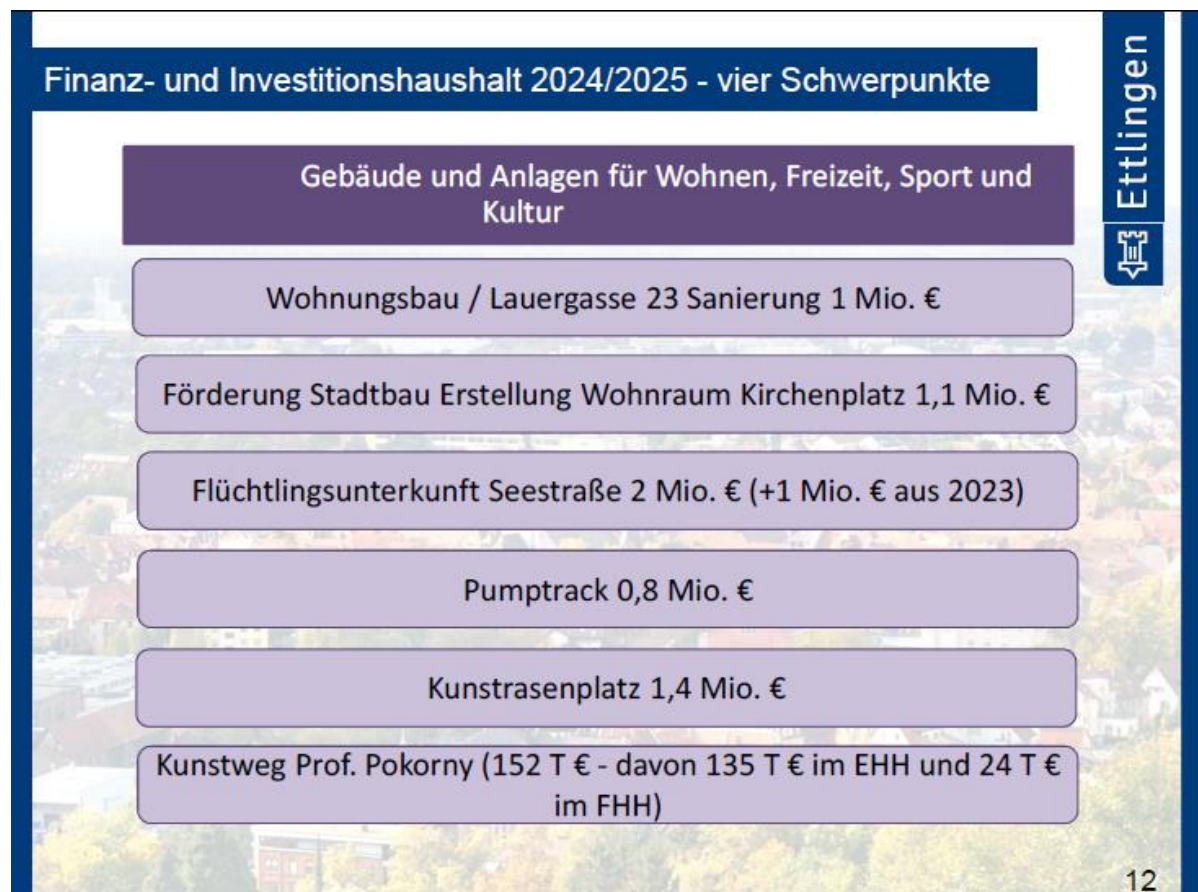 Finanz- und Investitionshaushalt 2024/2025 - vier Schwerpunkte
Ettlingen
Gebäude und Anlagen für Wohnen, Freizeit, Sport und
Kultur
Wohnungsbau / Lauergasse 23 Sanierung 1 Mio. €
Förderung Stadtbau Erstellung Wohnraum Kirchenplatz 1,1 Mio. €
Flüchtlingsunterkunft Seestraße 2 Mio. € (+1 Mio. € aus 2023)
Pumptrack 0,8 Mio. €
Kunstrasenplatz 1,4 Mio. €
Kunstweg Prof. Pokorny (152 T € - davon 135 T € im EHH und 24 T €
im FHH)
12